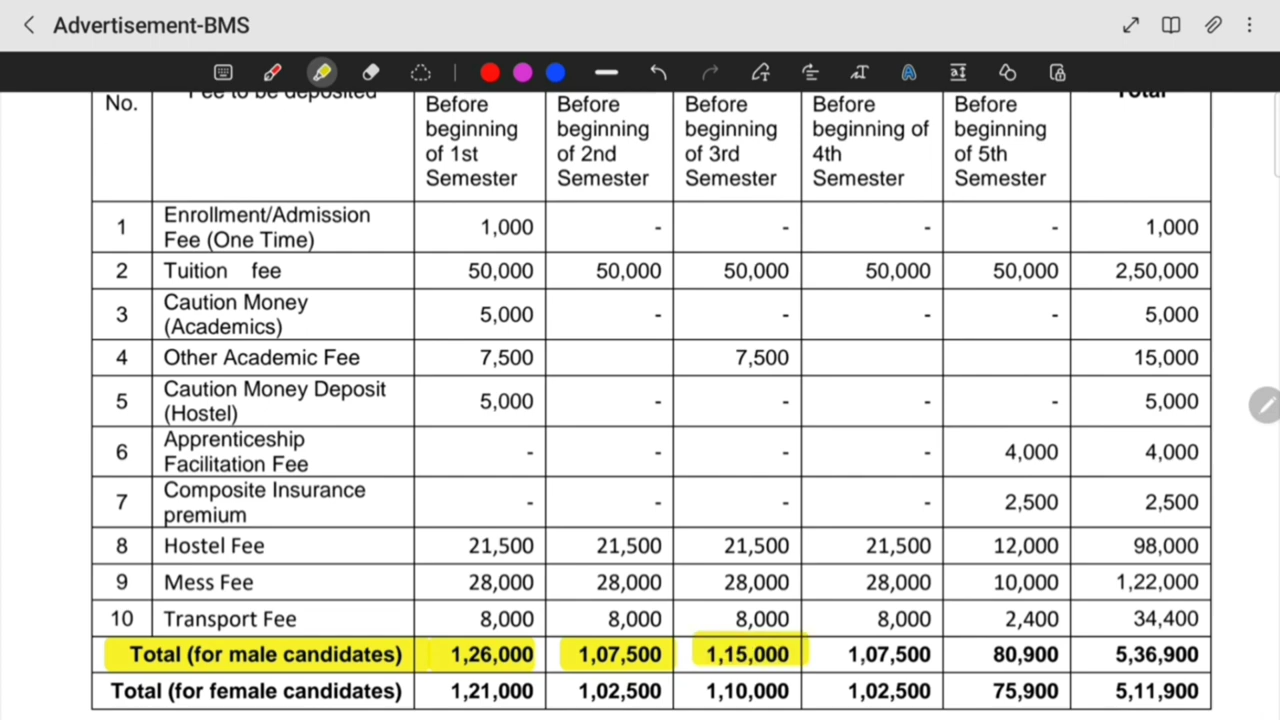 Advertisement-BMS
No. Fee to be deposited Before beginning of 1st Semester Before beginning of 2nd Semester Before beginning of 3rd Semester Before beginning of 4th Semester Before beginning of 5th Semester Total
1 Enrollment/Admission Fee (One Time) 1,000 - - - - 1,000
2 Tuition fee 50,000 50,000 50,000 50,000 50,000 2,50,000
3 Caution Money (Academics) 5,000 - - - - 5,000
4 Other Academic Fee 7,500 7,500 15,000
5 Caution Money Deposit (Hostel) 5,000 - - - - 5,000
6 Apprenticeship Facilitation Fee - - - - 4,000 4,000
7 Composite Insurance premium - - - - 2,500 2,500
8 Hostel Fee 21,500 21,500 21,500 21,500 12,000 98,000
9 Mess Fee 28,000 28,000 28,000 28,000 10,000 1,22,000
10 Transport Fee 8,000 8,000 8,000 8,000 2,400 34,400
Total (for male candidates) 1,26,000 1,07,500 1,15,000 1,07,500 80,900 5,36,900
Total (for female candidates) 1,21,000 1,02,500 1,10,000 1,02,500 75,900 5,11,900